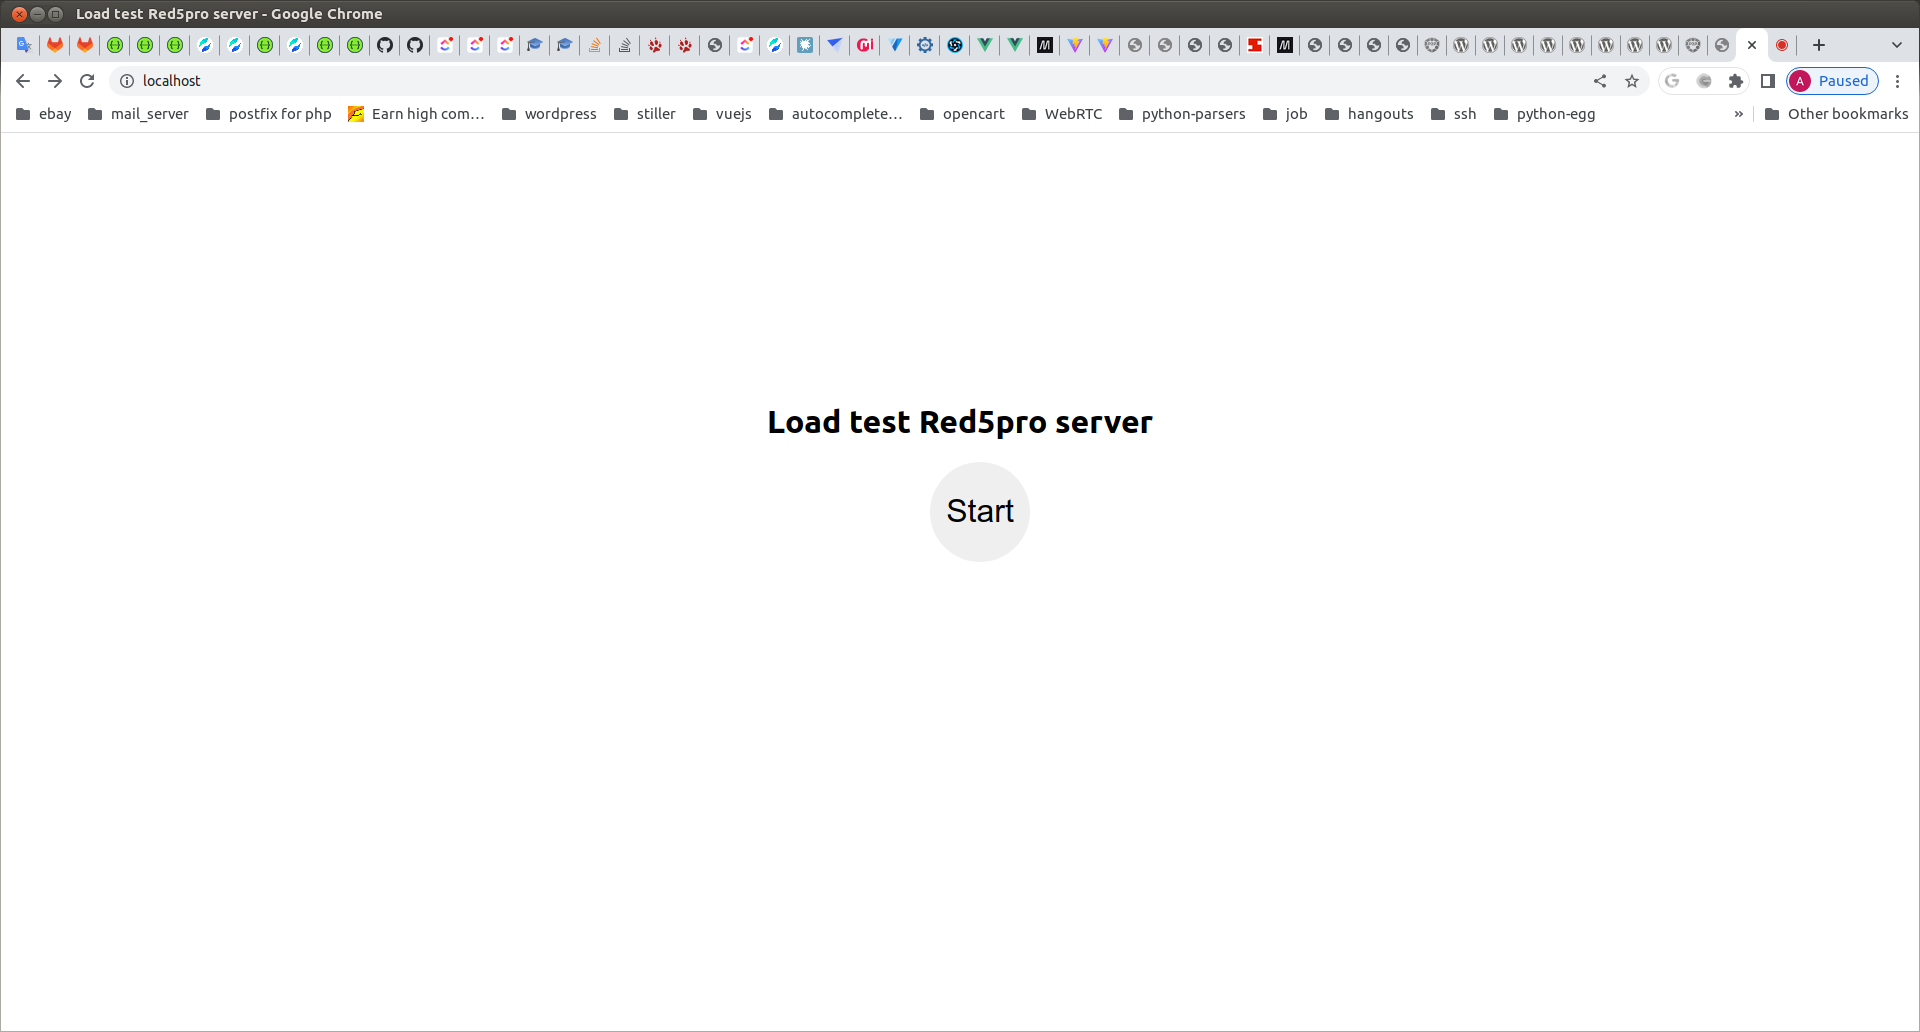 Load test Red5pro server - Google Chrome
localhost
A Paused
ebay mail_server postfix for php Earn high com... wordpress stiller vuejs autocomplete... opencart WebRTC python-parsers job hangouts ssh python-egg » Other bookmarks
Load test Red5pro server
Start